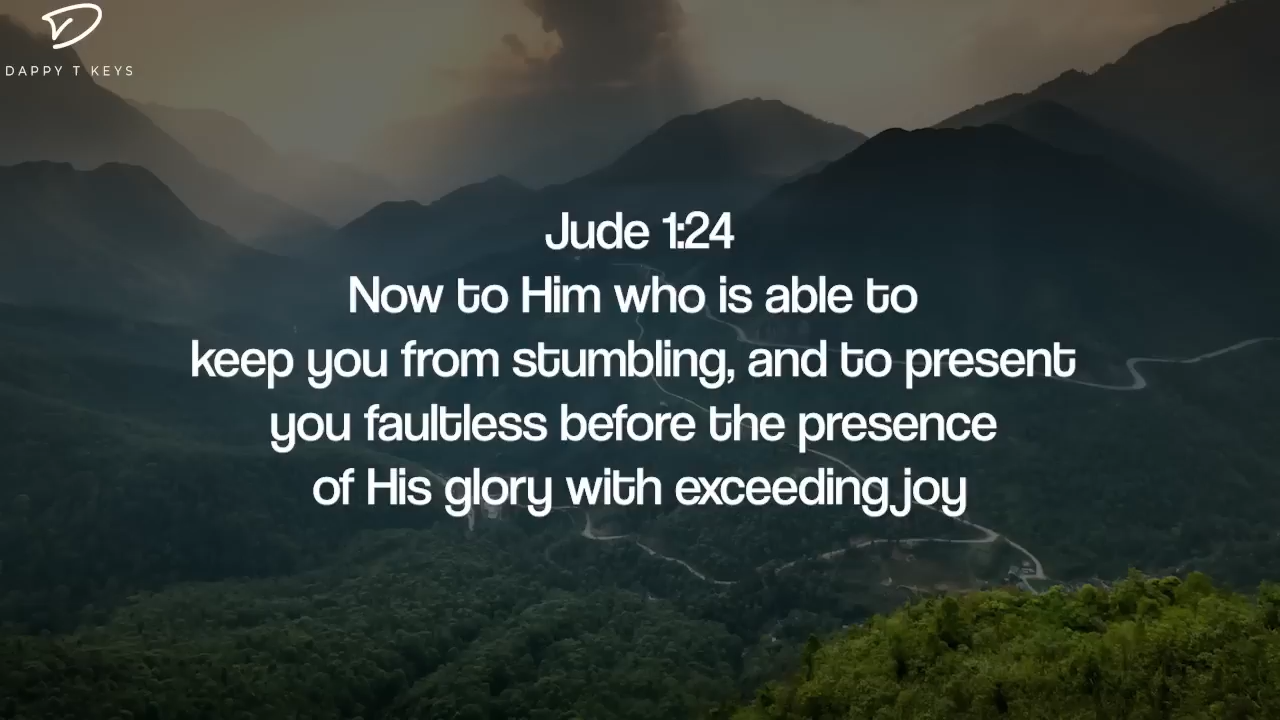 DAPPY T KEYS
Jude 1:24
Now to Him who is able to
keep you from stumbling, and to present
you faultless before the presence
of His glory with exceeding joy